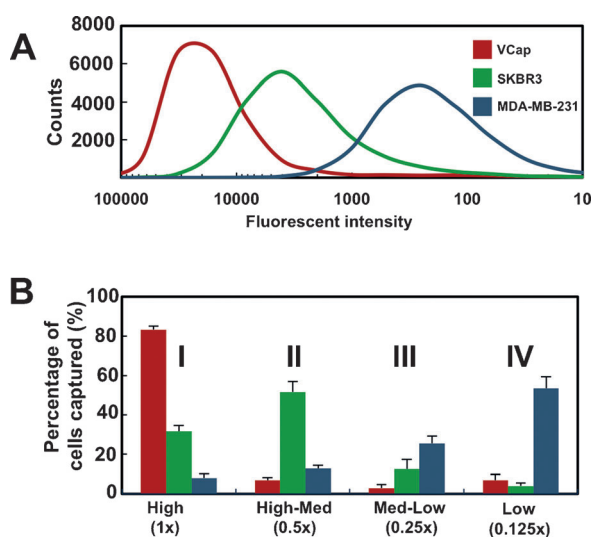 A
Counts
8000
6000
4000
2000
VCap
SKBR3
MDA-MB-231
100000 10000 1000 100 10
Fluorescent intensity
B
Percentage of
cells captured (%)
100
80
60
40
20
0
I II III IV
High High-Med Med-Low Low
(1x) (0.5x) (0.25x) (0.125x)